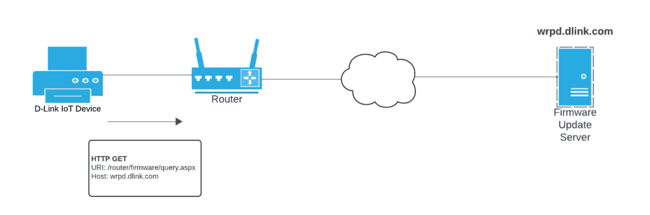 wrpd.dlink.com
D-Link IoT Device
Router
Firmware
Update
Server
HTTP GET
URI: /router/firmware/query.aspx
Host: wrpd.dlink.com